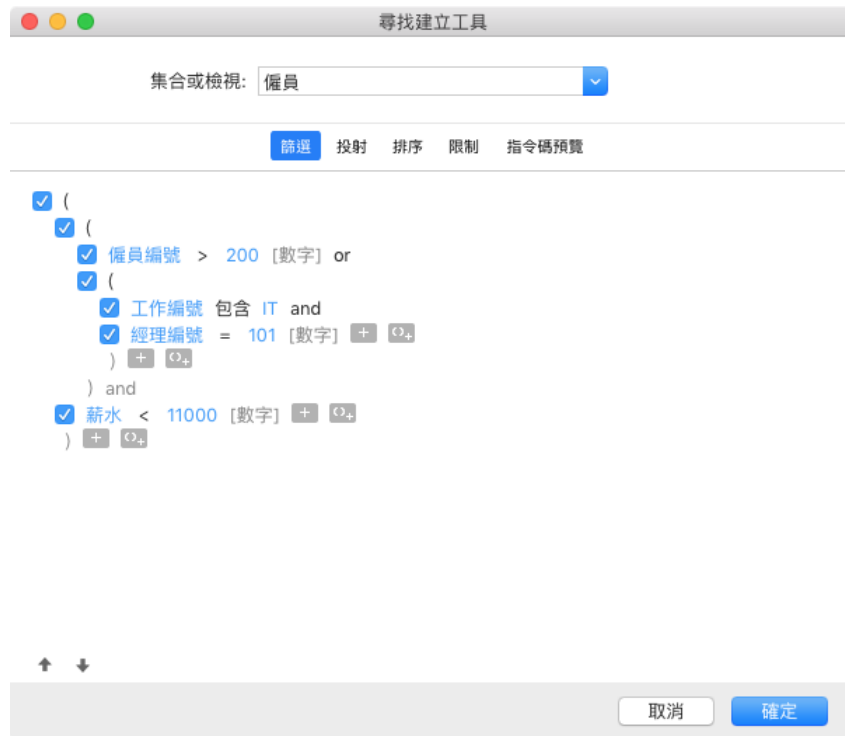 尋找建立工具
集合或檢視: 僱員
篩選 投射 排序 限制 指令碼預覽
(
(
僱員編號 > 200 [數字] or
(
工作編號 包含 IT and
經理編號 = 101 [數字]
)
) and
薪水 < 11000 [數字]
)
取消 確定